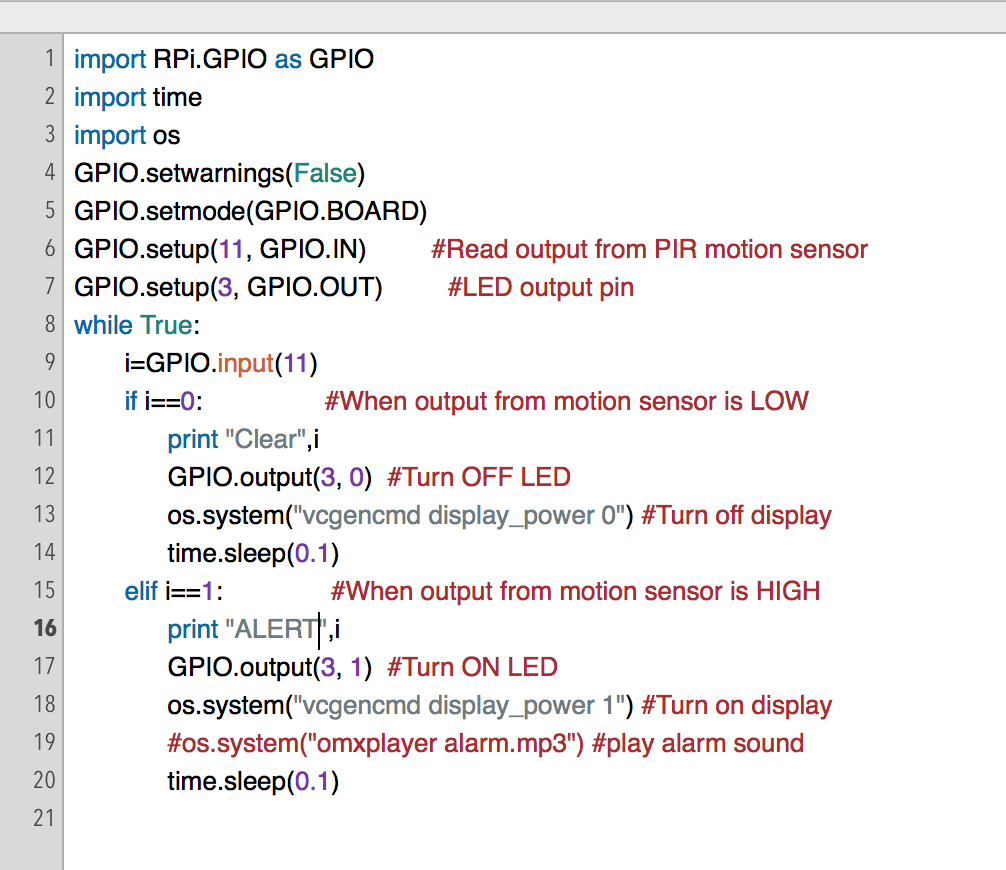 1 import RPi.GPIO as GPIO
2 import time
3 import os
4 GPIO.setwarnings(False)
5 GPIO.setmode(GPIO.BOARD)
6 GPIO.setup(11, GPIO.IN)         #Read output from PIR motion sensor
7 GPIO.setup(3, GPIO.OUT)         #LED output pin
8 while True:
9       i=GPIO.input(11)
10       if i==0:                 #When output from motion sensor is LOW
11             print "Clear",i
12             GPIO.output(3, 0)  #Turn OFF LED
13             os.system("vcgencmd display_power 0") #Turn off display
14             time.sleep(0.1)
15       elif i==1:               #When output from motion sensor is HIGH
16             print "ALERT",i
17             GPIO.output(3, 1)  #Turn ON LED
18             os.system("vcgencmd display_power 1") #Turn on display
19             #os.system("omxplayer alarm.mp3") #play alarm sound
20             time.sleep(0.1)
21